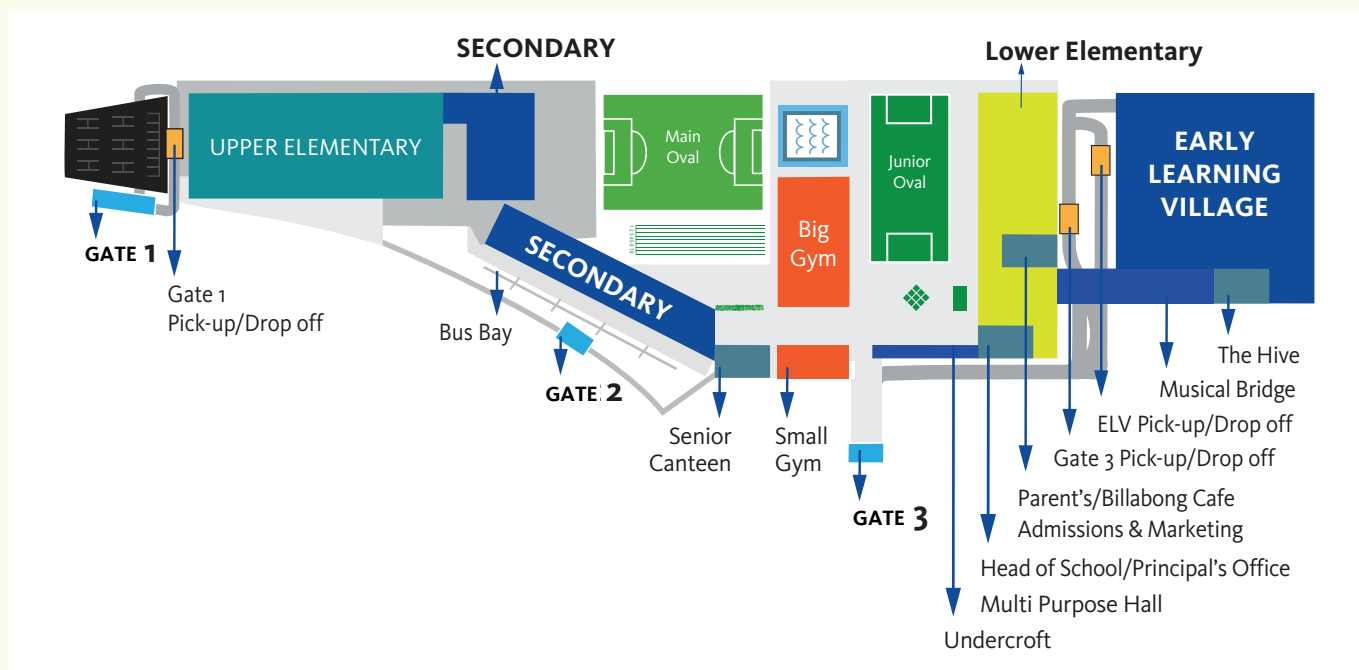 SECONDARY
Lower Elementary
UPPER ELEMENTARY
Main
Oval
Junior
Oval
EARLY
LEARNING
VILLAGE
Big
Gym
SECONDARY
GATE 1
Gate 1
Pick-up/Drop off
Bus Bay
GATE 2
Senior
Canteen
Small
Gym
GATE 3
The Hive
Musical Bridge
ELV Pick-up/Drop off
Gate 3 Pick-up/Drop off
Parent's/Billabong Cafe
Admissions & Marketing
Head of School/Principal's Office
Multi Purpose Hall
Undercroft